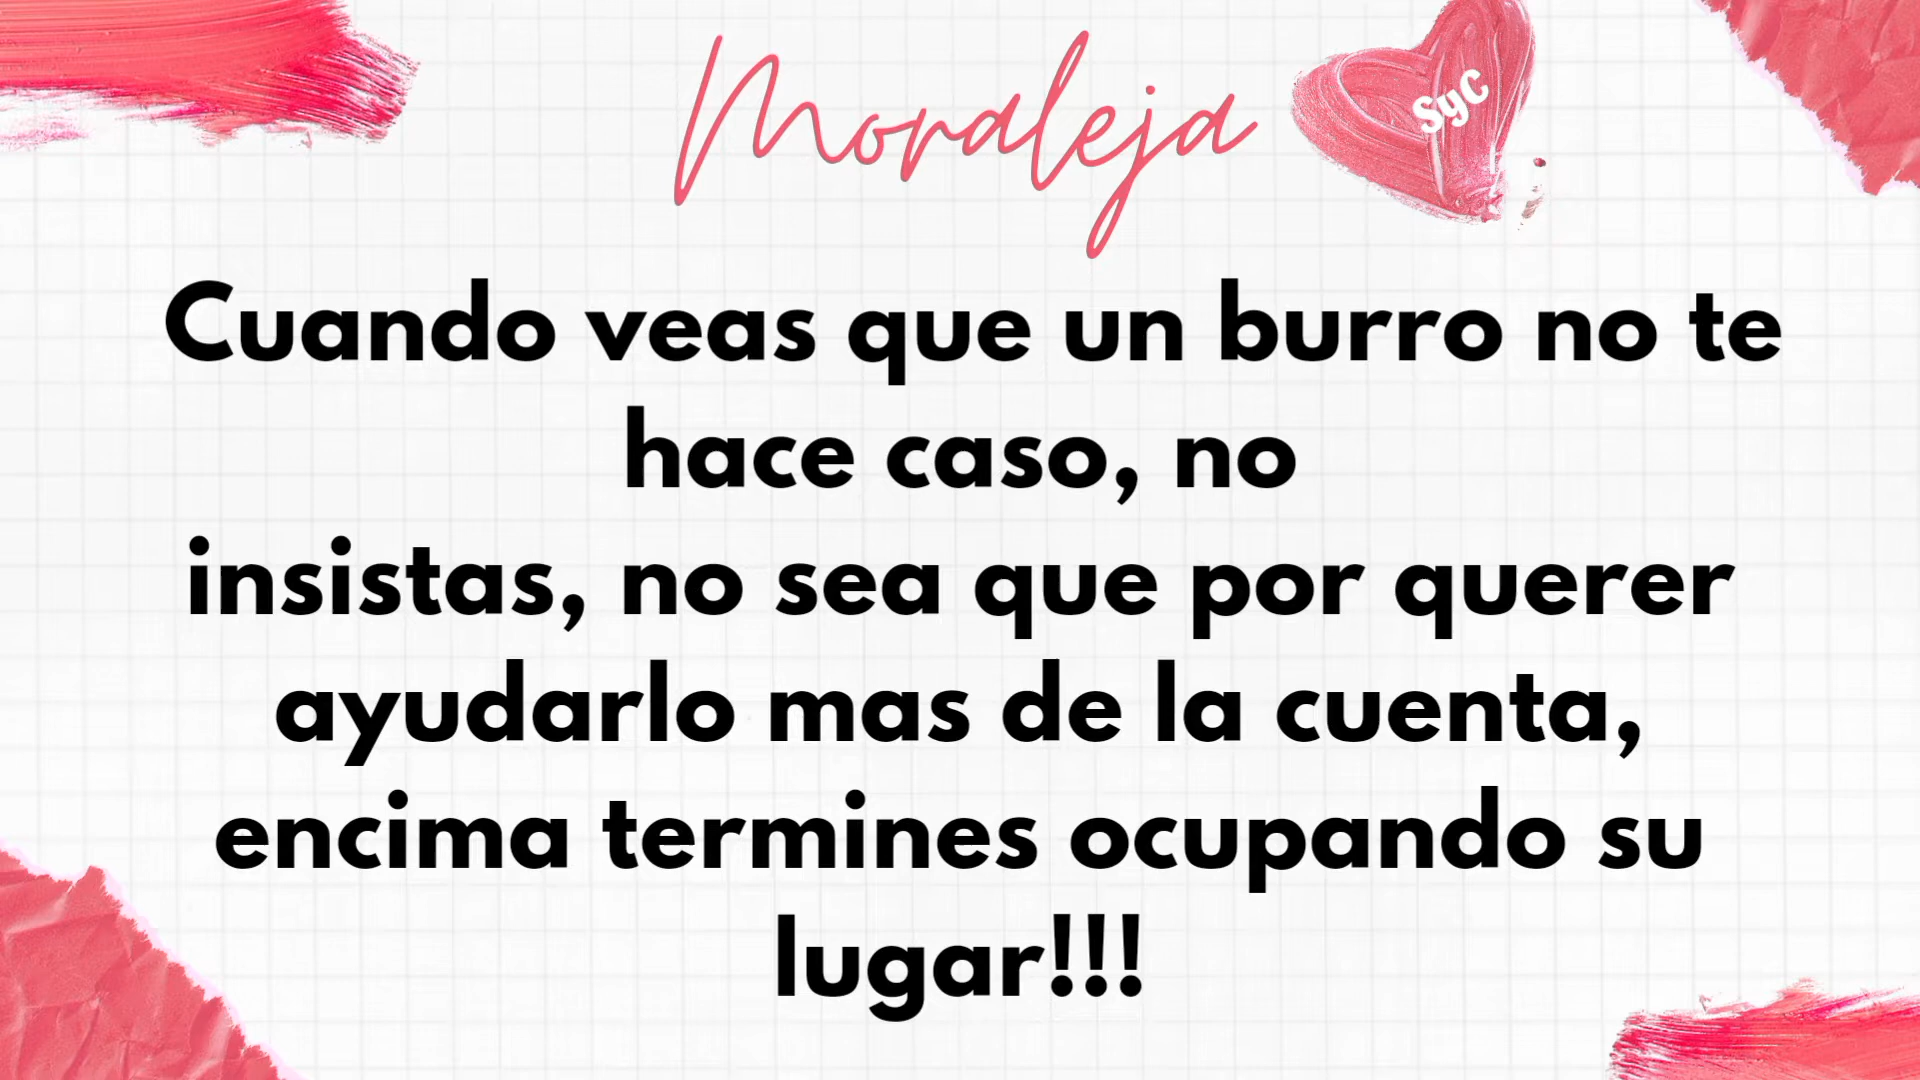 Moraleja
SyC
Cuando veas que un burro no te
hace caso, no
insistas, no sea que por querer
ayudarlo mas de la cuenta,
encima termines ocupando su
lugar!!!